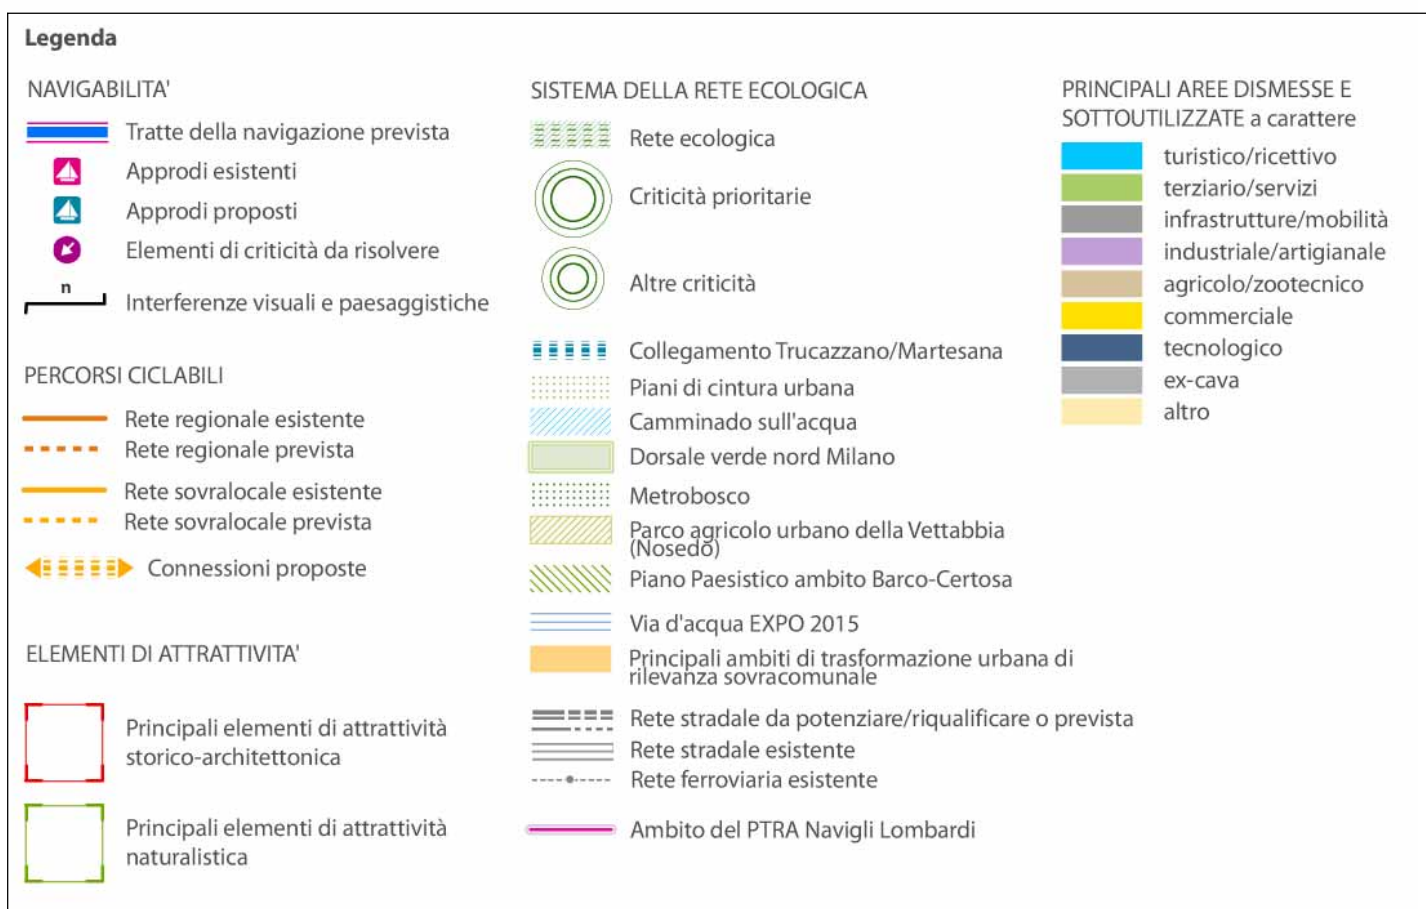 Legenda
NAVIGABILITA'
Tratte della navigazione prevista
Approdi esistenti
Approdi proposti
Elementi di criticità da risolvere
n
Interferenze visuali e paesaggistiche
PERCORSI CICLABILI
Rete regionale esistente
Rete regionale prevista
Rete sovralocale esistente
Rete sovralocale prevista
Connessioni proposte
ELEMENTI DI ATTRATTIVITA'
Principali elementi di attrattività
storico-architettonica
Principali elementi di attrattività
naturalistica
SISTEMA DELLA RETE ECOLOGICA
Rete ecologica
Criticità prioritarie
Altre criticità
Collegamento Trucazzano/Martesana
Piani di cintura urbana
Camminado sull'acqua
Dorsale verde nord Milano
Metrobosco
Parco agricolo urbano della Vettabbia
(Nosedo)
Piano Paesistico ambito Barco-Certosa
Via d'acqua EXPO 2015
Principali ambiti di trasformazione urbana di
rilevanza sovracomunale
Rete stradale da potenziare/riqualificare o prevista
Rete stradale esistente
Rete ferroviaria esistente
Ambito del PTRA Navigli Lombardi
PRINCIPALI AREE DISMESSE E
SOTTOUTILIZZATE a carattere
turistico/ricettivo
terziario/servizi
infrastrutture/mobilità
industriale/artigianale
agricolo/zootecnico
commerciale
tecnologico
ex-cava
altro